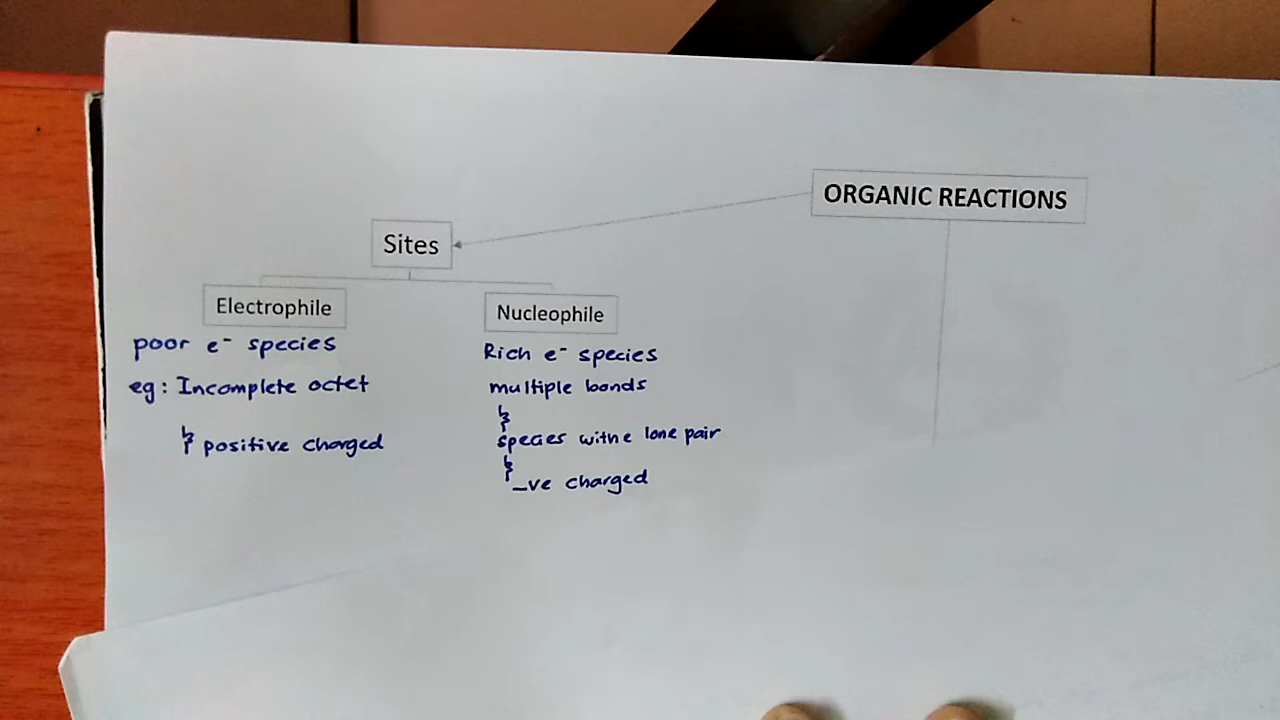 ORGANIC REACTIONS
Sites
Electrophile
poor e⁻ species
eg: Incomplete octet
& positive charged
Nucleophile
Rich e⁻ species
multiple bonds
&
species withe lone pair
&
-ve charged